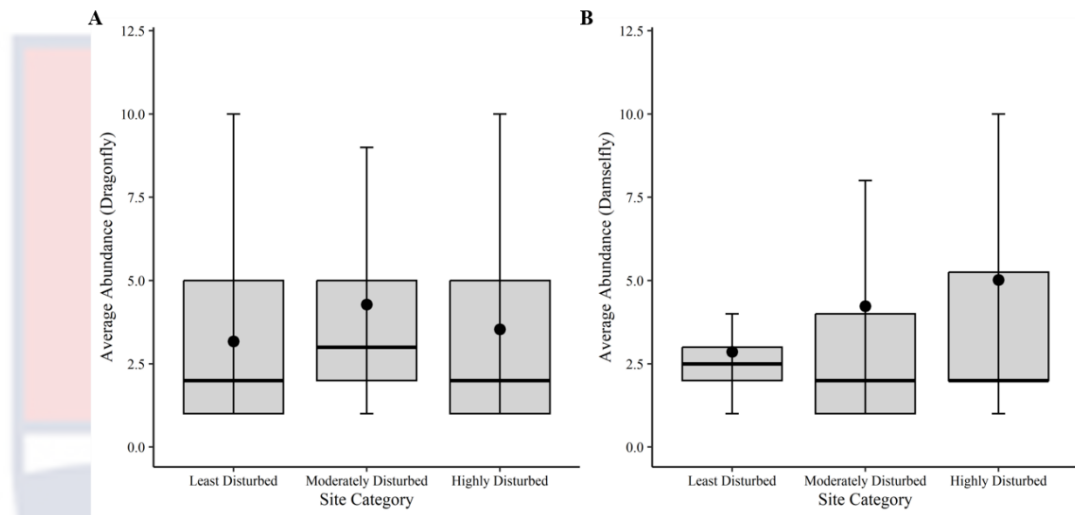 A
12.5
10.0
7.5
5.0
2.5
0.0
Average Abundance (Dragonfly)
Least Disturbed Moderately Disturbed Highly Disturbed
Site Category
B
12.5
10.0
7.5
5.0
2.5
0.0
Average Abundance (Damselfly)
Least Disturbed Moderately Disturbed Highly Disturbed
Site Category